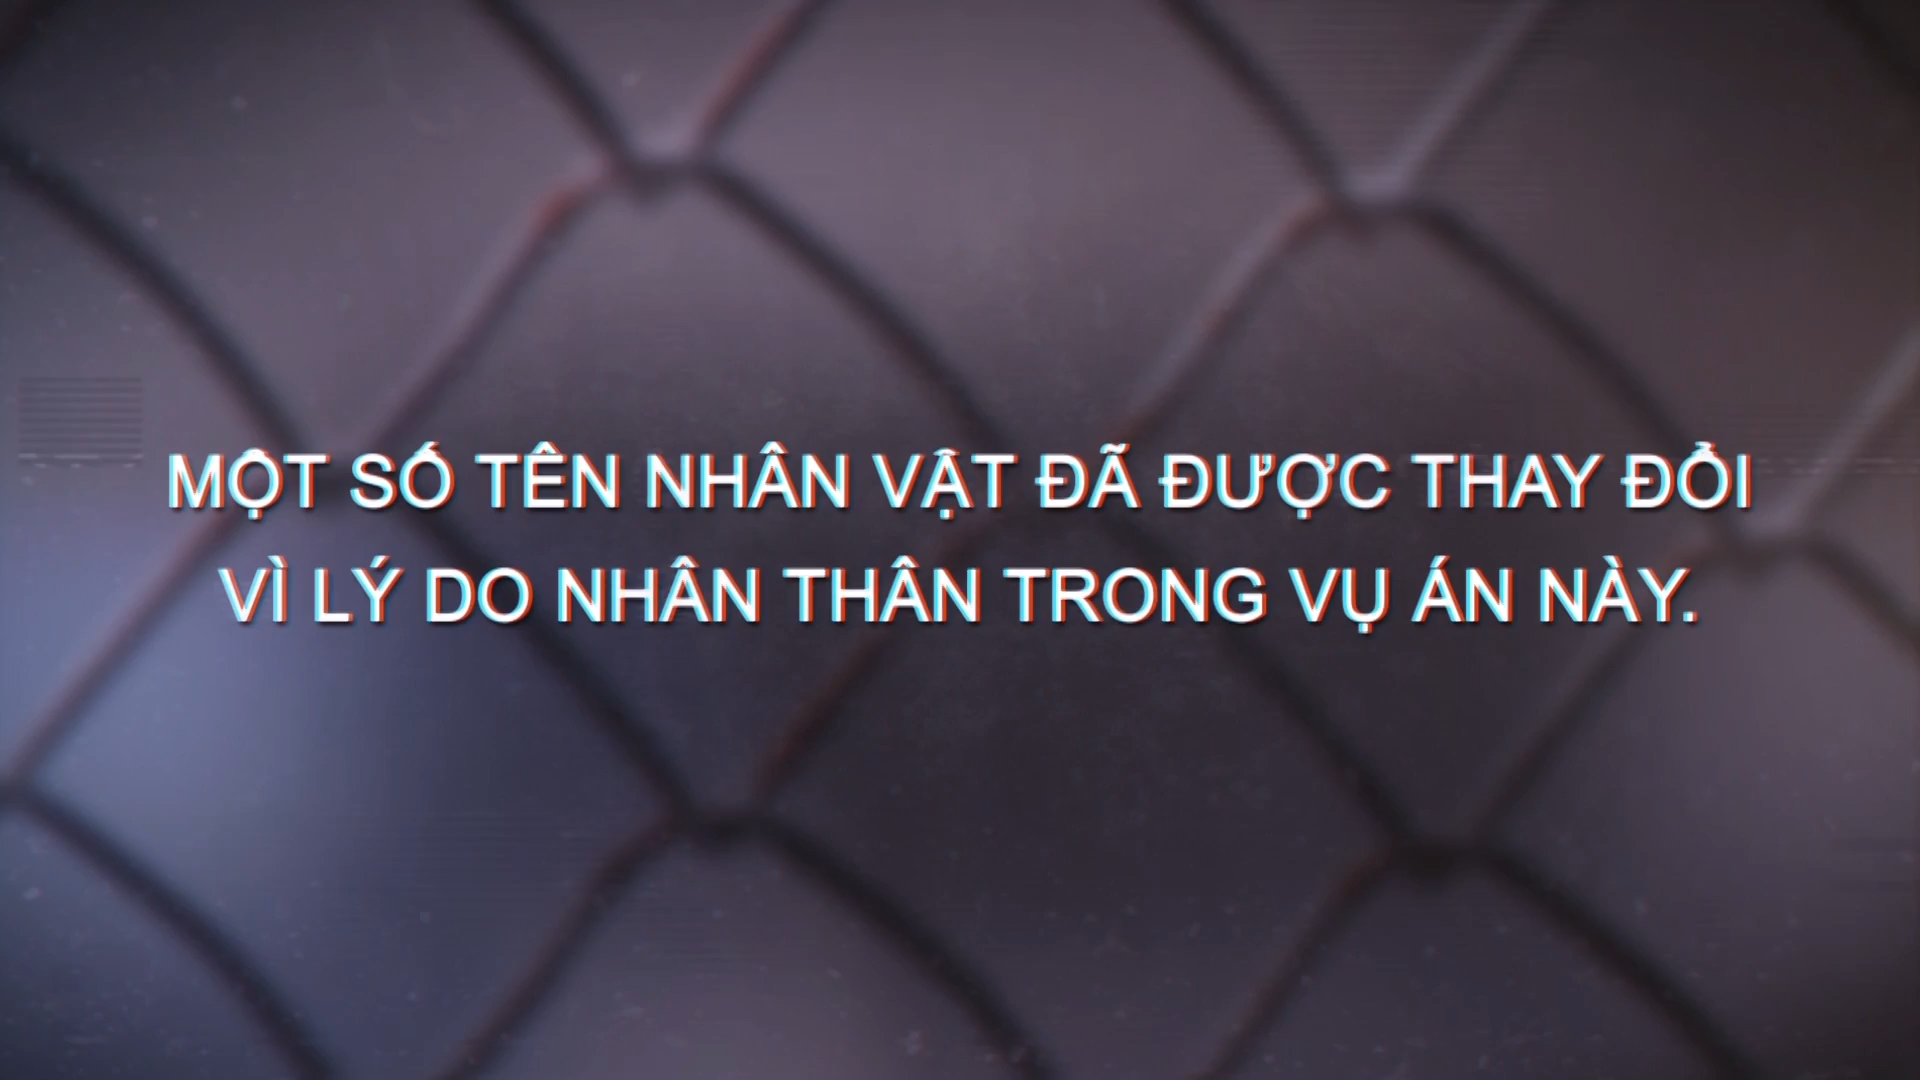 MỘT SỐ TÊN NHÂN VẬT ĐÃ ĐƯỢC THAY ĐỔI
VÌ LÝ DO NHÂN THÂN TRONG VỤ ÁN NÀY.